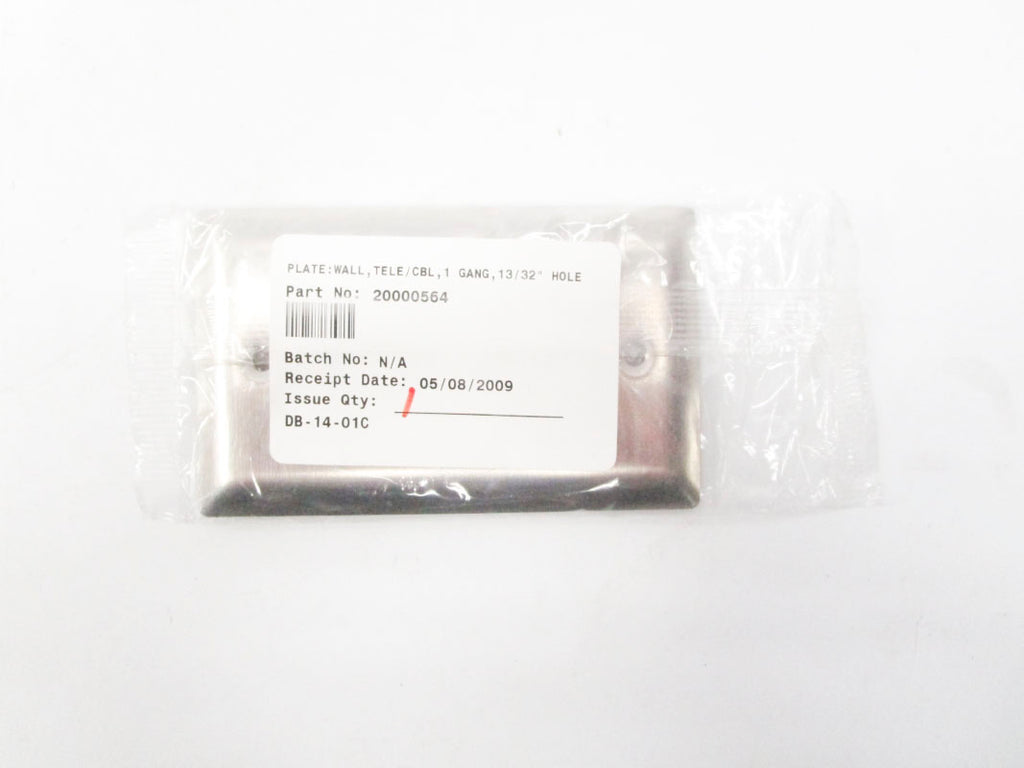 PLATE:WALL,TELE/CBL,1 GANG,13/32" HOLE
Part No: 20000564
Batch No: N/A
Receipt Date: 05/08/2009
Issue Qty: 1
DB-14-01C